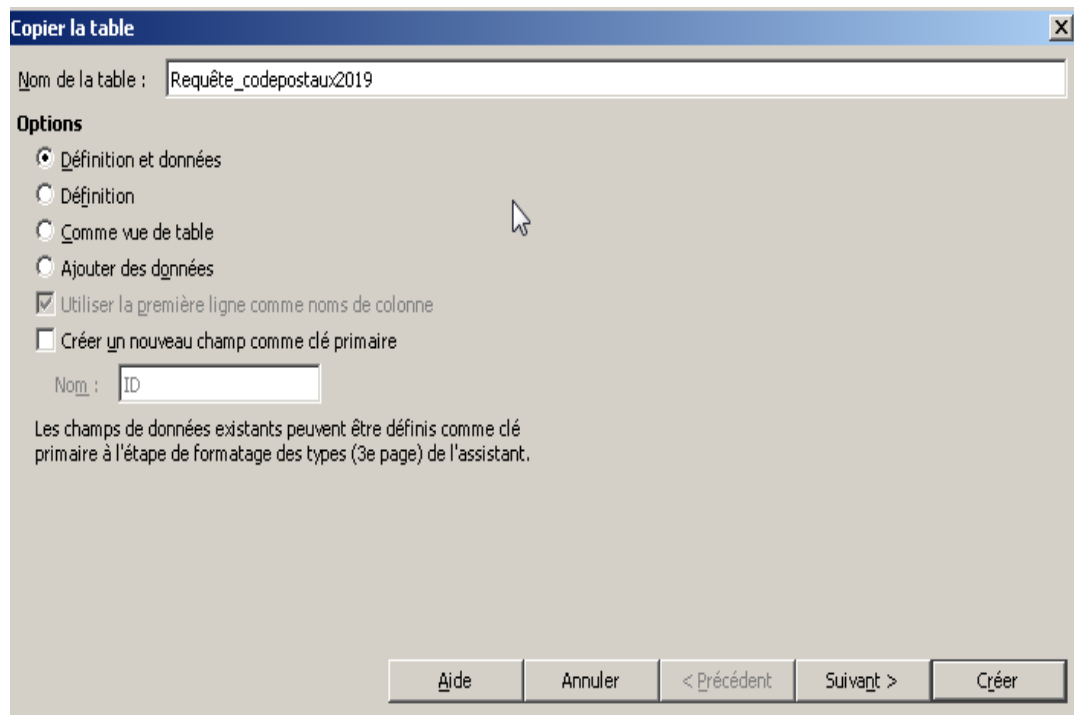 Copier la table
Nom de la table : Requête_codepostaux2019
Options
Définition et données
Définition
Comme vue de table
Ajouter des données
Utiliser la première ligne comme noms de colonne
Créer un nouveau champ comme clé primaire
Nom : ID
Les champs de données existants peuvent être définis comme clé
primaire à l'étape de formatage des types (3e page) de l'assistant.
Aide Annuler < Précédent Suivant > Créer